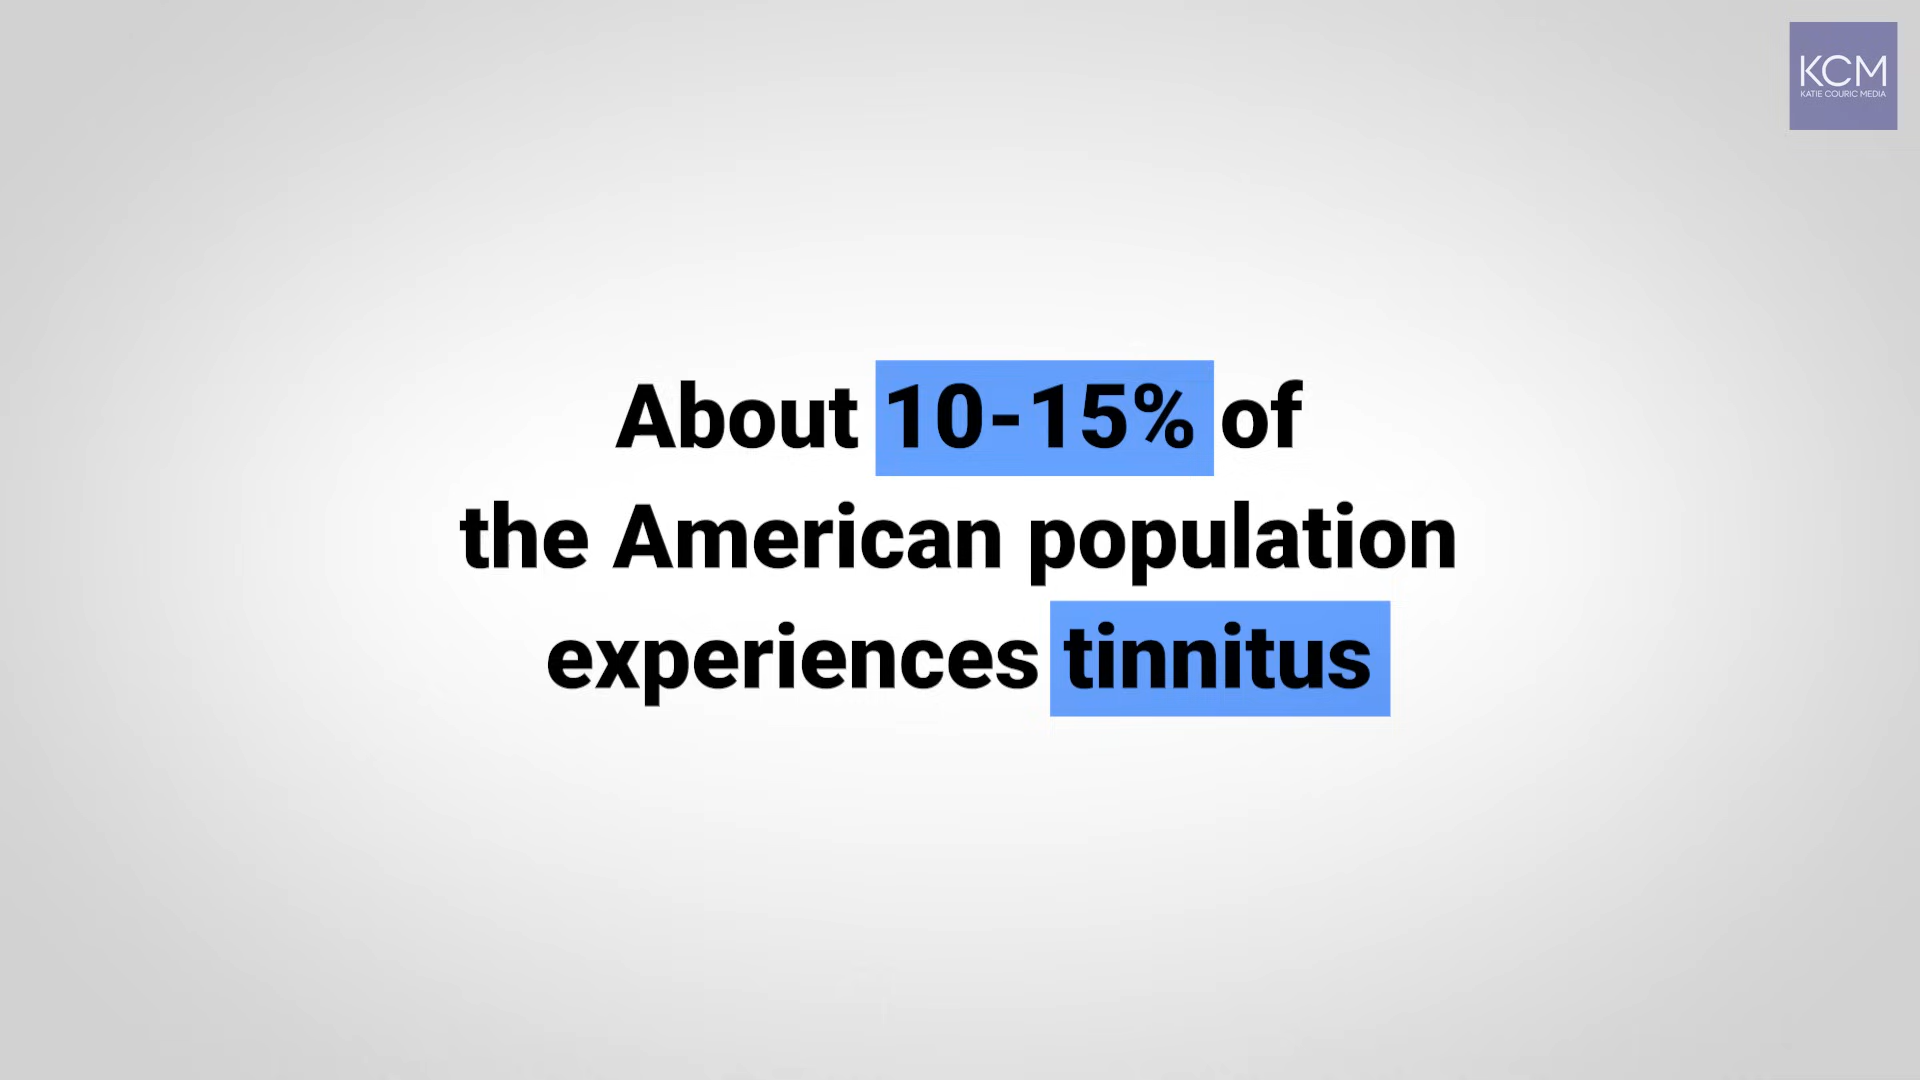 KCM
KATIE COURIC MEDIA
About 10-15% of
the American population
experiences tinnitus